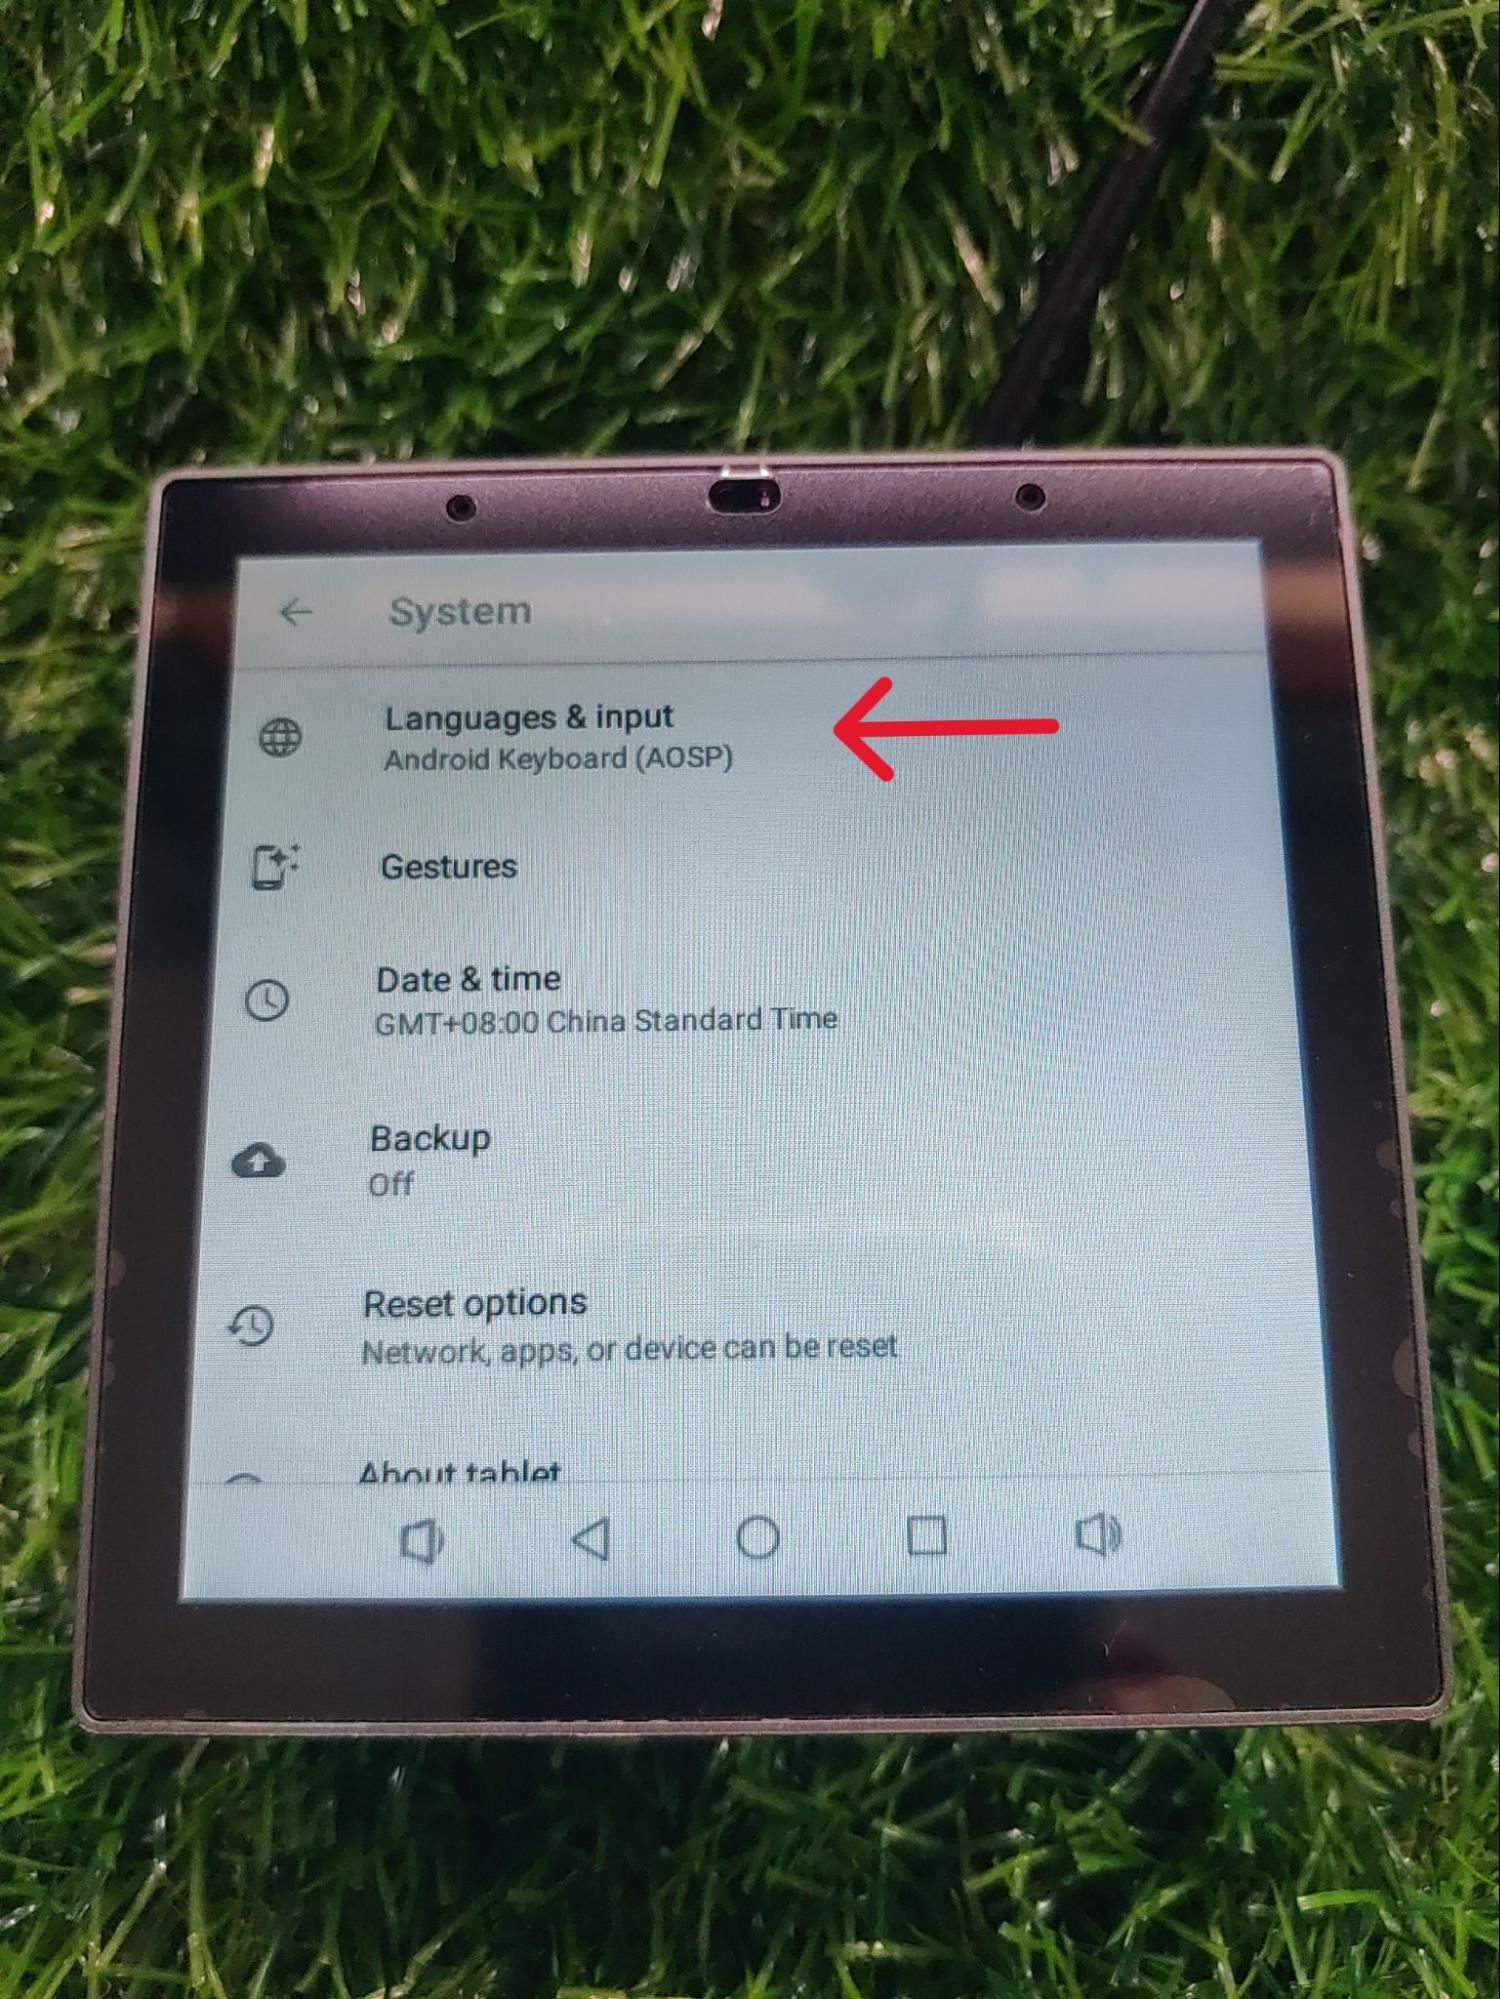 System
Languages & input
Android Keyboard (AOSP)
Gestures
Date & time
GMT+08:00 China Standard Time
Backup
Off
Reset options
Network, apps, or device can be reset
About tablet